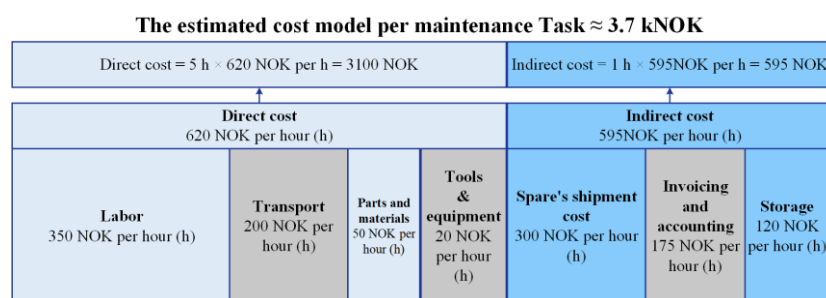 The estimated cost model per maintenance Task ≈ 3.7 kNOK
Direct cost = 5 h × 620 NOK per h = 3100 NOK
Indirect cost = 1 h × 595NOK per h = 595 NOK
Direct cost
620 NOK per hour (h)
Indirect cost
595NOK per hour (h)
Labor
350 NOK per hour (h)
Transport
200 NOK per
hour (h)
Parts and
materials
50 NOK per
hour (h)
Tools
&
equipment
20 NOK
per hour
(h)
Spare's shipment
cost
300 NOK per hour
(h)
Invoicing
and
accounting
175 NOK per
hour (h)
Storage
120 NOK
per hour (h)